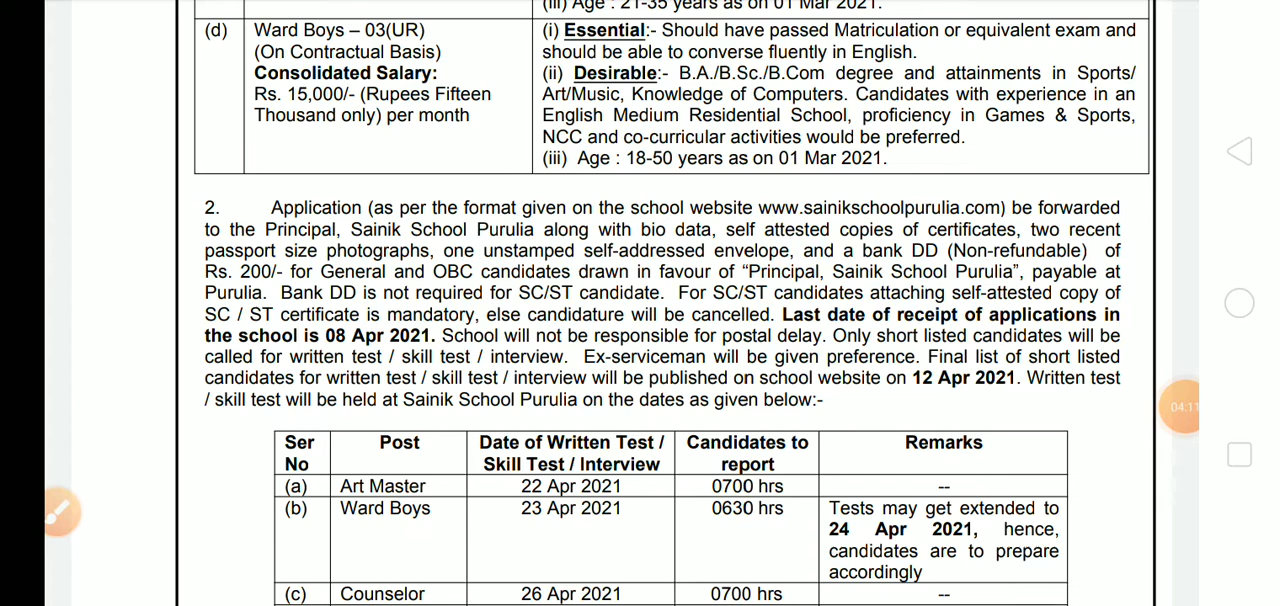 (iii) Age : 21-35 years as on 01 Mar 2021.
(d) Ward Boys – 03(UR)
(On Contractual Basis)
Consolidated Salary:
Rs. 15,000/- (Rupees Fifteen
Thousand only) per month
(i) Essential:- Should have passed Matriculation or equivalent exam and
should be able to converse fluently in English.
(ii) Desirable:- B.A./B.Sc./B.Com degree and attainments in Sports/
Art/Music, Knowledge of Computers. Candidates with experience in an
English Medium Residential School, proficiency in Games & Sports,
NCC and co-curricular activities would be preferred.
(iii) Age : 18-50 years as on 01 Mar 2021.
2. Application (as per the format given on the school website www.sainikschoolpurulia.com) be forwarded
to the Principal, Sainik School Purulia along with bio data, self attested copies of certificates, two recent
passport size photographs, one unstamped self-addressed envelope, and a bank DD (Non-refundable) of
Rs. 200/- for General and OBC candidates drawn in favour of “Principal, Sainik School Purulia”, payable at
Purulia. Bank DD is not required for SC/ST candidate. For SC/ST candidates attaching self-attested copy of
SC / ST certificate is mandatory, else candidature will be cancelled. Last date of receipt of applications in
the school is 08 Apr 2021. School will not be responsible for postal delay. Only short listed candidates will be
called for written test / skill test / interview. Ex-serviceman will be given preference. Final list of short listed
candidates for written test / skill test / interview will be published on school website on 12 Apr 2021. Written test
/ skill test will be held at Sainik School Purulia on the dates as given below:-
Ser No Post Date of Written Test / Skill Test / Interview Candidates to report Remarks
(a) Art Master 22 Apr 2021 0700 hrs --
(b) Ward Boys 23 Apr 2021 0630 hrs Tests may get extended to
24 Apr 2021, hence,
candidates are to prepare
accordingly
(c) Counselor 26 Apr 2021 0700 hrs --
04:11